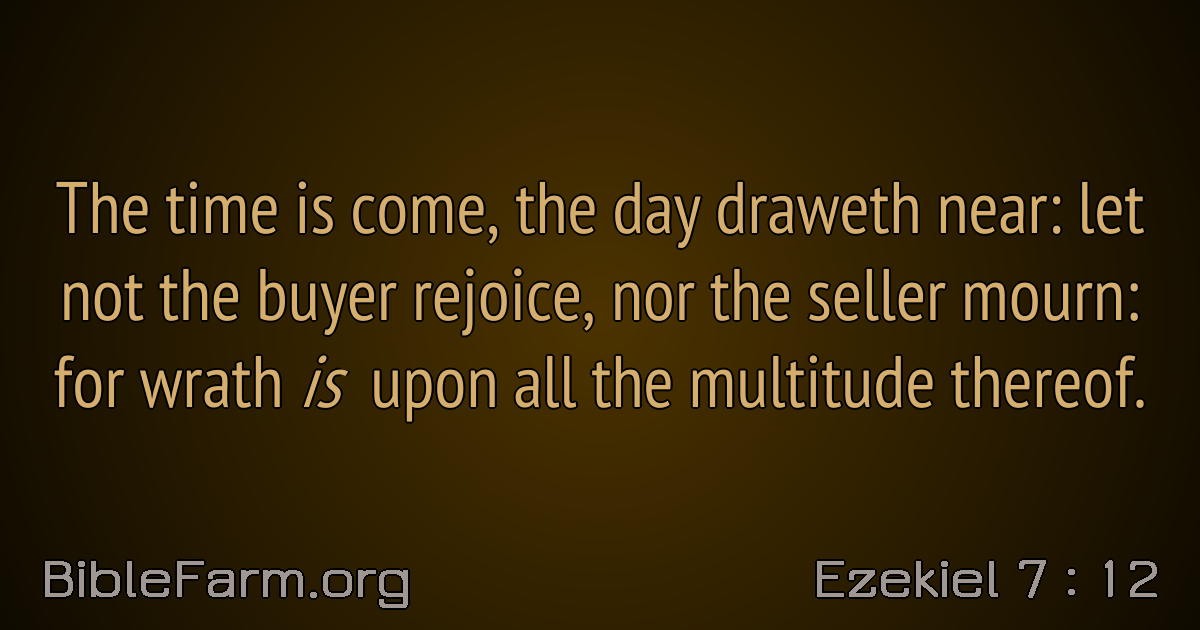 The time is come, the day draweth near: let
not the buyer rejoice, nor the seller mourn:
for wrath is upon all the multitude thereof.
BibleFarm.org
Ezekiel 7 : 12